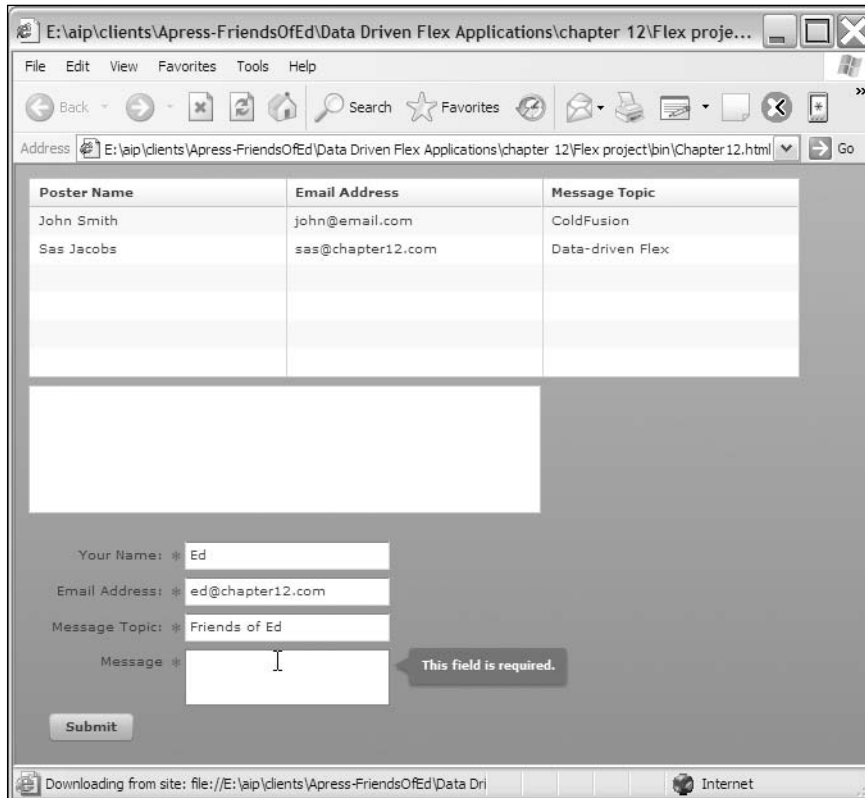 E:\aip\clients\Apress-FriendsOfEd\Data Driven Flex Applications\chapter 12\Flex proje...
File Edit View Favorites Tools Help
Back Search Favorites
Address E:\aip\clients\Apress-FriendsOfEd\Data Driven Flex Applications\chapter 12\Flex project\bin\Chapter12.html Go
Poster Name Email Address Message Topic
John Smith john@email.com ColdFusion
Sas Jacobs sas@chapter12.com Data-driven Flex
Your Name: * Ed
Email Address: * ed@chapter12.com
Message Topic: * Friends of Ed
Message * This field is required.
Submit
Downloading from site: file://E:\aip\clients\Apress-FriendsOfEd\Data Dri Internet